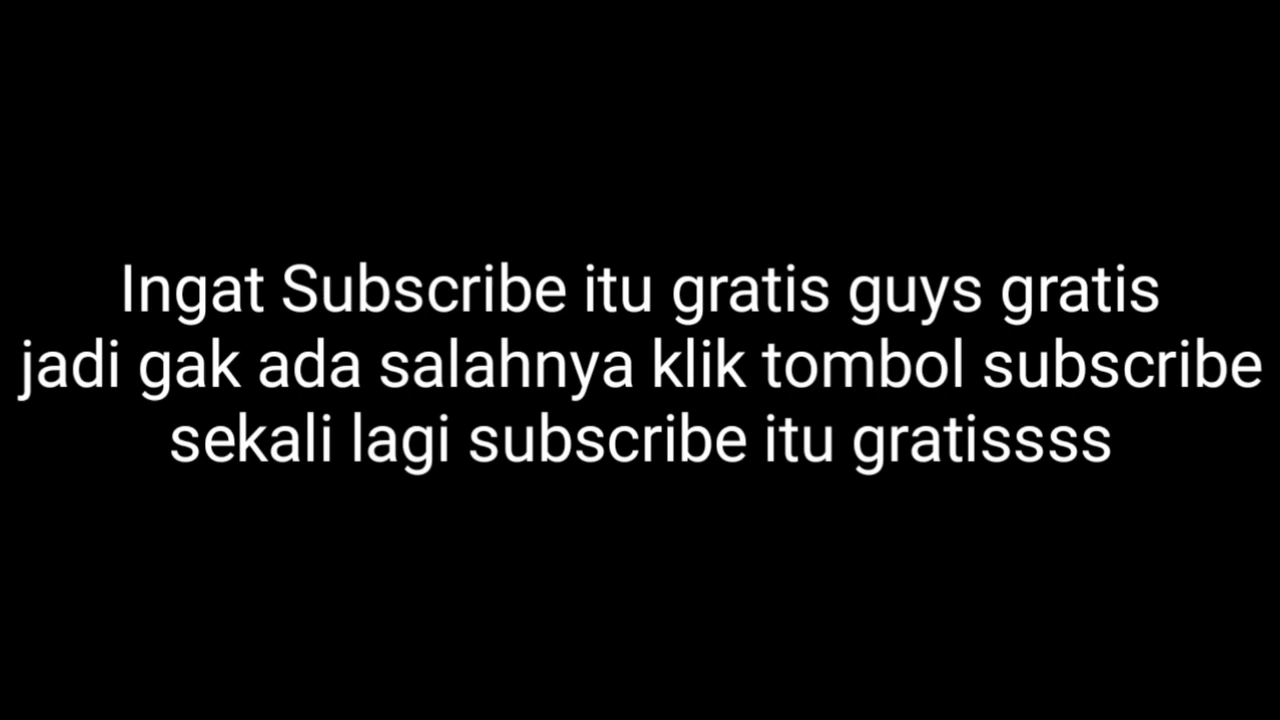 Ingat Subscribe itu gratis guys gratis
jadi gak ada salahnya klik tombol subscribe
sekali lagi subscribe itu gratissss